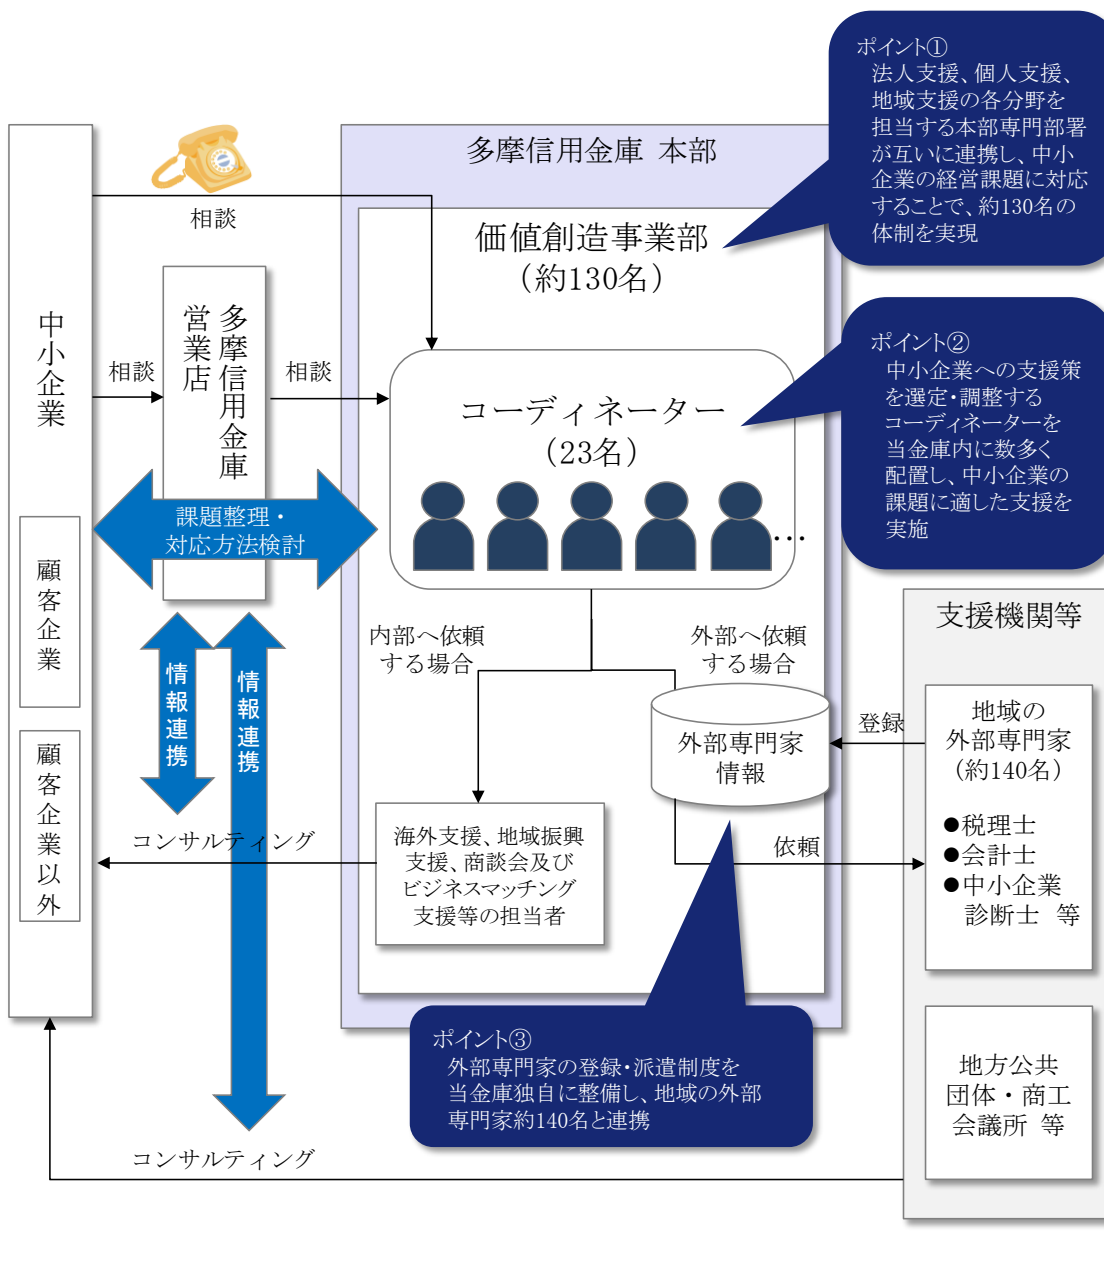 ポイント①
法人支援、個人支援、
地域支援の各分野を
担当する本部専門部署
が互いに連携し、中小
企業の経営課題に対応
することで、約130名の
体制を実現
多摩信用金庫 本部
相談
価値創造事業部
（約130名）
中小企業
多摩信用金庫
営業店
相談
相談
コーディネーター
（23名）
…
ポイント②
中小企業への支援策
を選定・調整する
コーディネーターを
当金庫内に数多く
配置し、中小企業の
課題に適した支援を
実施
課題整理・
対応方法検討
顧客企業
顧客企業以外
情報連携
情報連携
内部へ依頼
する場合
外部へ依頼
する場合
支援機関等
外部専門家
情報
登録
地域の
外部専門家
（約140名）
●税理士
●会計士
●中小企業
診断士 等
依頼
コンサルティング
海外支援、地域振興
支援、商談会及び
ビジネスマッチング
支援等の担当者
ポイント③
外部専門家の登録・派遣制度を
当金庫独自に整備し、地域の外部
専門家約140名と連携
地方公共
団体・商工
会議所 等
コンサルティング